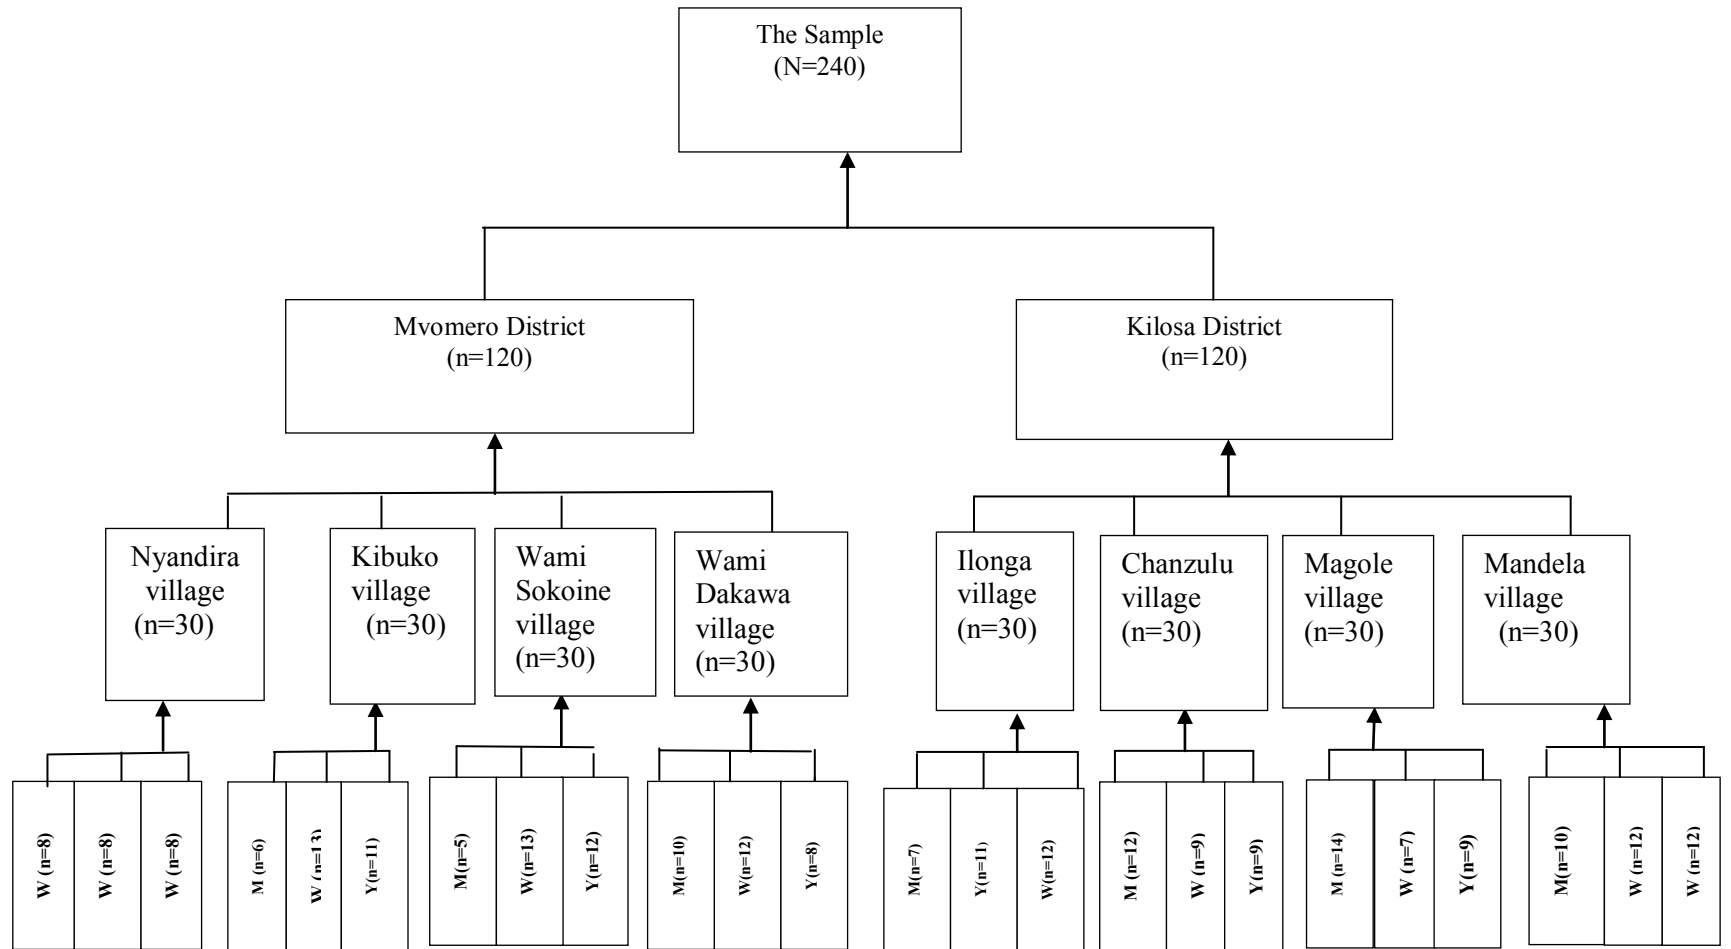 The Sample
(N=240)
Mvomero District
(n=120)
Kilosa District
(n=120)
Nyandira
village
(n=30)
Kibuko
village
(n=30)
Wami
Sokoine
village
(n=30)
Wami
Dakawa
village
(n=30)
Ilonga
village
(n=30)
Chanzulu
village
(n=30)
Magole
village
(n=30)
Mandela
village
(n=30)
W (n=8)
W (n=8)
W (n=8)
M (n=6)
W (n=13)
Y(n=11)
M(n=5)
W(n=13)
Y(n=12)
M(n=10)
W(n=12)
Y(n=8)
M(n=7)
Y(n=11)
W(n=12)
M (n=12)
W (n=9)
Y(n=9)
M (n=14)
W (n=7)
Y(n=9)
M(n=10)
W (n=12)
W (n=12)